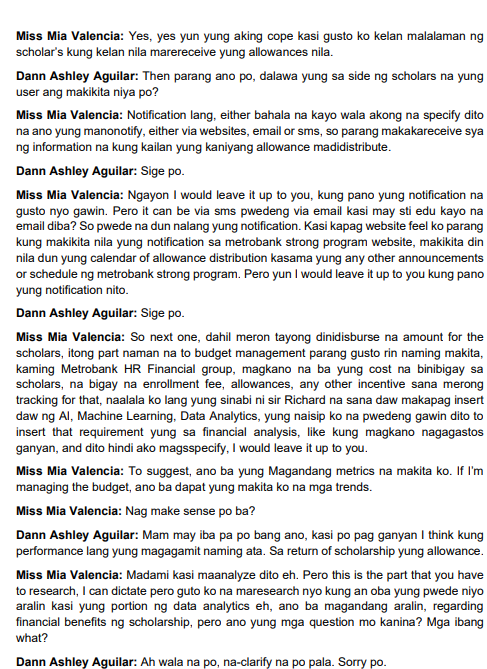 Miss Mia Valencia: Yes, yes yun yung aking cope kasi gusto ko kelan malalaman ng
scholar's kung kelan nila marereceive yung allowances nila.
Dann Ashley Aguilar: Then parang ano po, dalawa yung sa side ng scholars na yung
user ang makikita niya po?
Miss Mia Valencia: Notification lang, either bahala na kayo wala akong na specify dito
na ano yung manonotify, either via websites, email or sms, so parang makakareceive sya
ng information na kung kailan yung kaniyang allowance madidistribute.
Dann Ashley Aguilar: Sige po.
Miss Mia Valencia: Ngayon I would leave it up to you, kung pano yung notification na
gusto nyo gawin. Pero it can be via sms pwedeng via email kasi may sti edu kayo na
email diba? So pwede na dun nalang yung notification. Kasi kapag website feel ko parang
kung makikita nila yung notification sa metrobank strong program website, makikita din
nila dun yung calendar of allowance distribution kasama yung any other announcements
or schedule ng metrobank strong program. Pero yun I would leave it up to you kung pano
yung notification nito.
Dann Ashley Aguilar: Sige po.
Miss Mia Valencia: So next one, dahil meron tayong dinidisburse na amount for the
scholars, itong part naman na to budget management parang gusto rin naming makita,
kaming Metrobank HR Financial group, magkano na ba yung cost na binibigay sa
scholars, na bigay na enrollment fee, allowances, any other incentive sana merong
tracking for that, naalala ko lang yung sinabi ni sir Richard na sana daw makapag insert
daw ng AI, Machine Learning, Data Analytics, yung naisip ko na pwedeng gawin dito to
insert that requirement yung sa financial analysis, like kung magkano nagagastos
ganyan, and dito hindi ako magsspecify, I would leave it up to you.
Miss Mia Valencia: To suggest, ano ba yung Magandang metrics na makita ko. If I'm
managing the budget, ano ba dapat yung makita ko na mga trends.
Miss Mia Valencia: Nag make sense po ba?
Dann Ashley Aguilar: Mam may iba pa po bang ano, kasi po pag ganyan I think kung
performance lang yung magagamit naming ata. Sa return of scholarship yung allowance.
Miss Mia Valencia: Madami kasi maanalyze dito eh. Pero this is the part that you have
to research, I can dictate pero guto ko na maresearch nyo kung an oba yung pwede niyo
aralin kasi yung portion ng data analytics eh, ano ba magandang aralin, regarding
financial benefits ng scholarship, pero ano yung mga question mo kanina? Mga ibang
what?
Dann Ashley Aguilar: Ah wala na po, na-clarify na po pala. Sorry po.